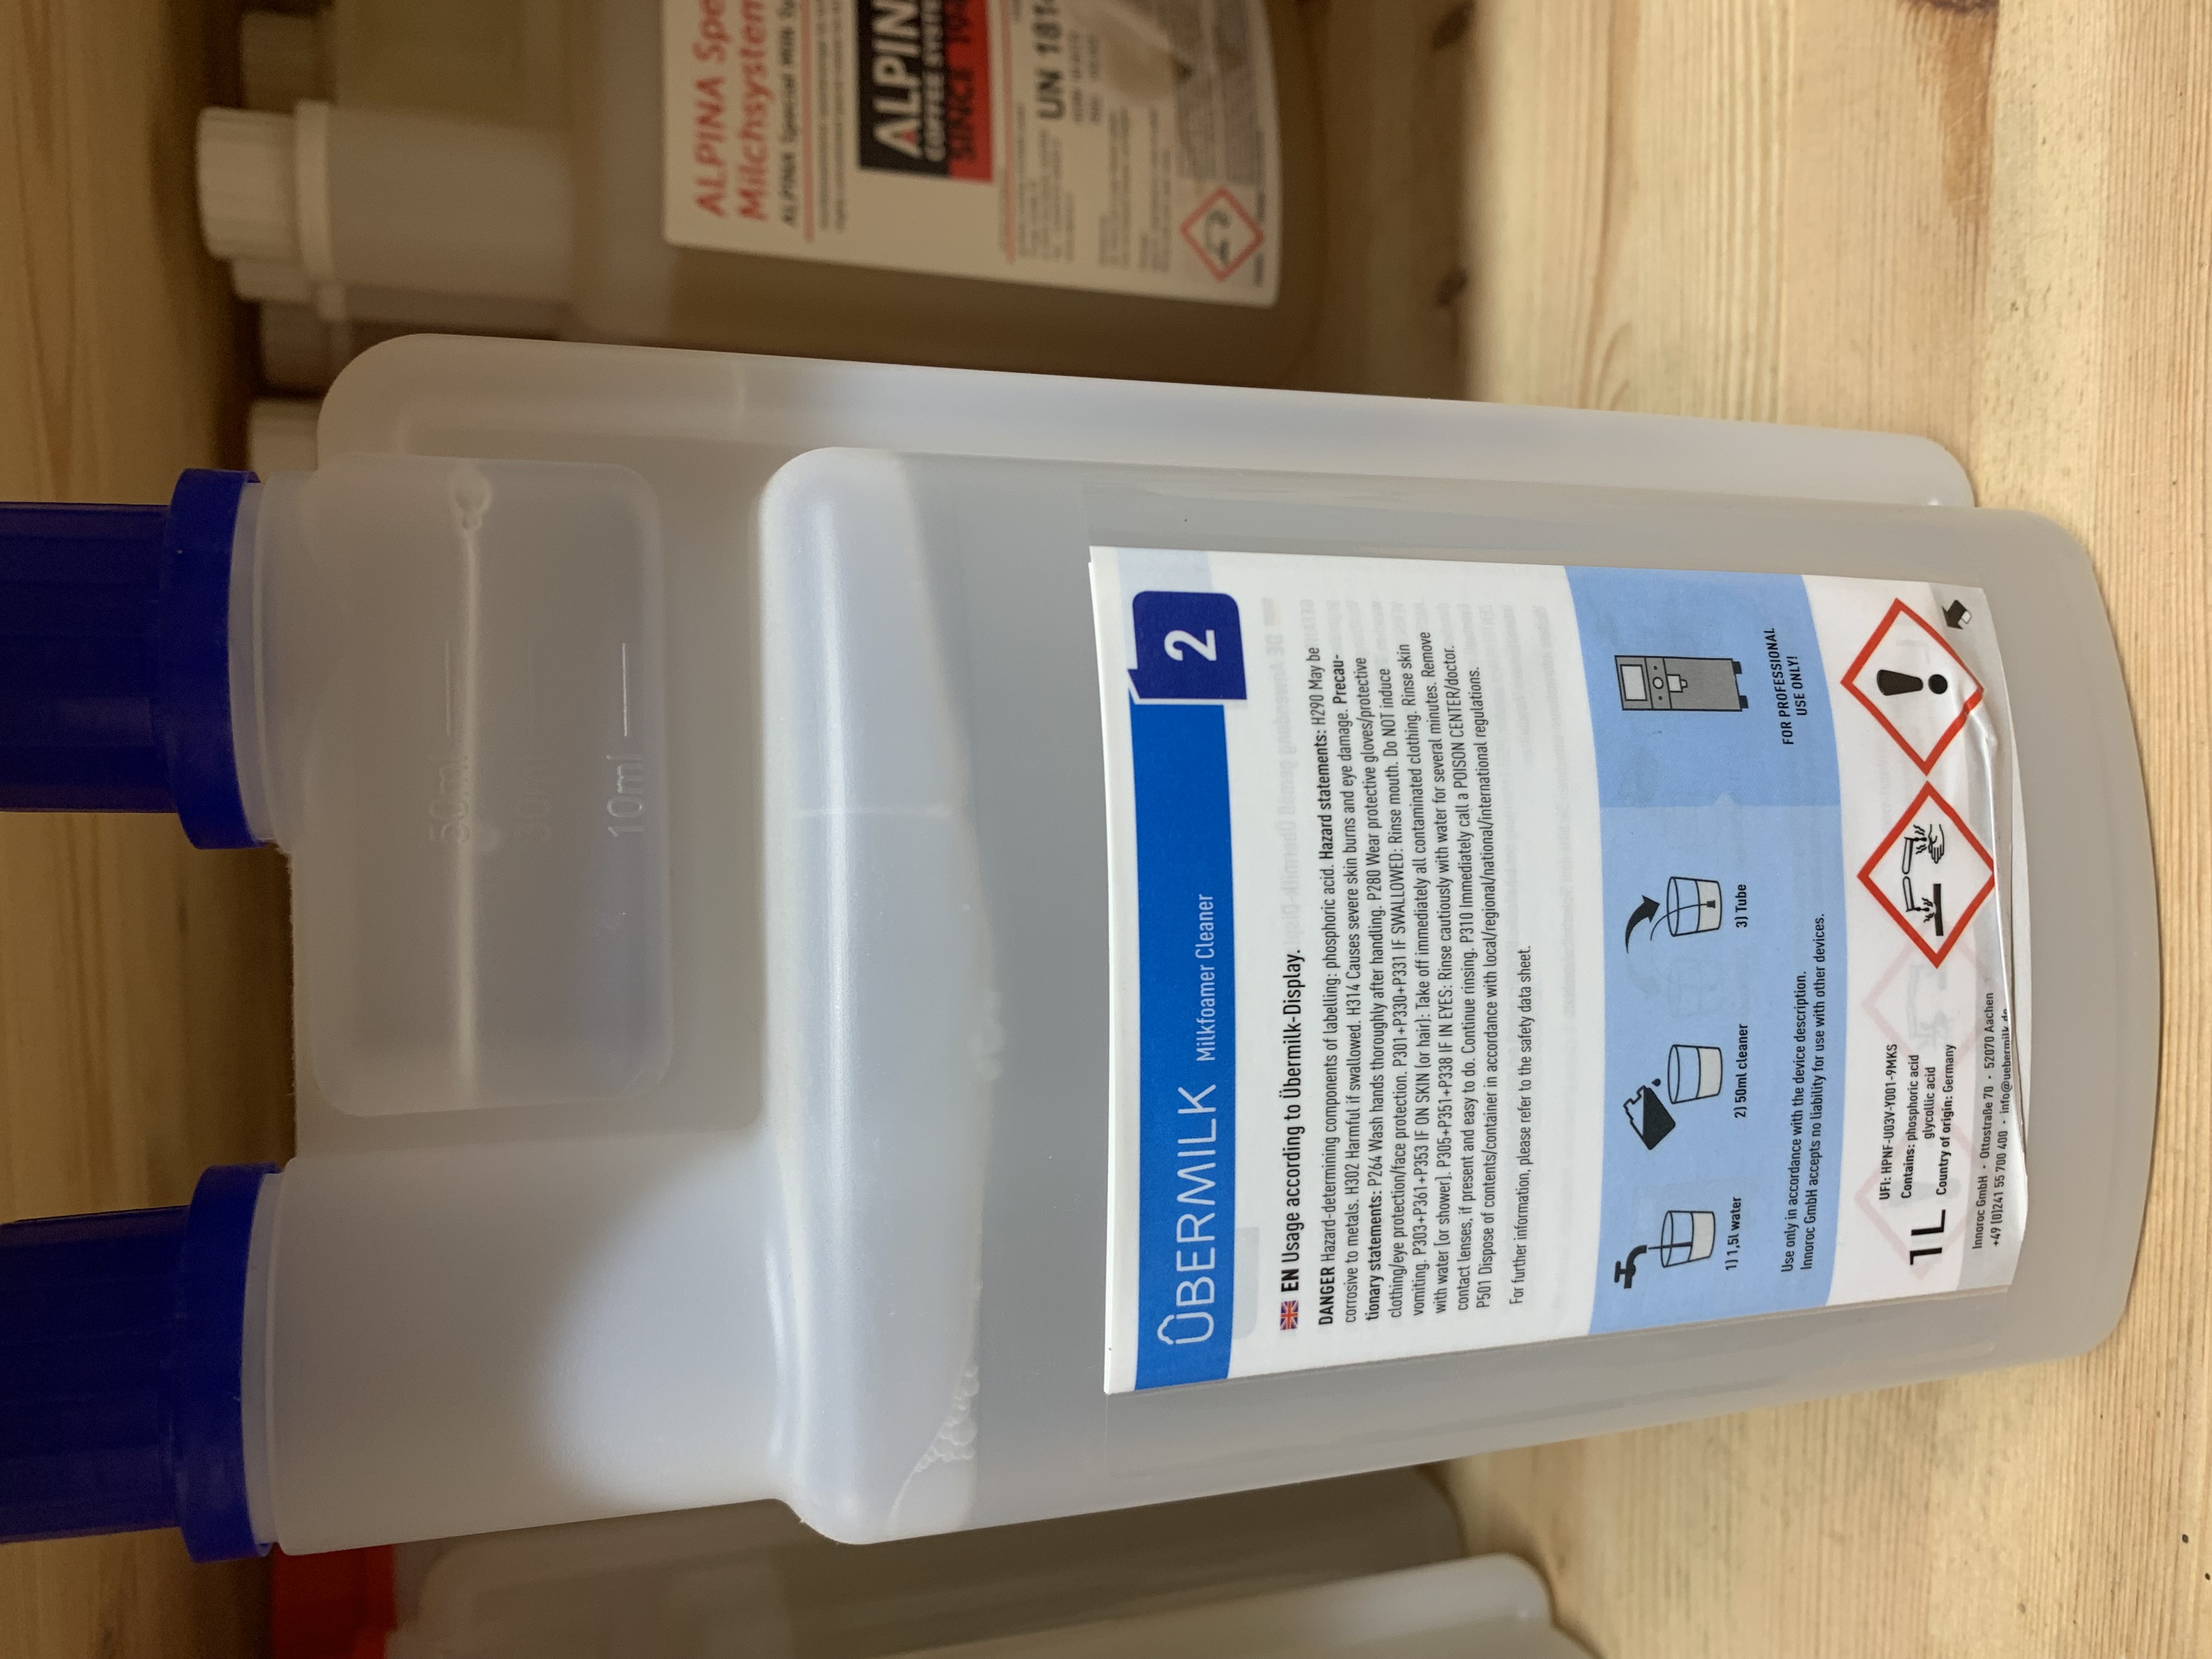 ÜBERMILK Milkfoamer Cleaner
2
EN Usage according to Übermilk-Display.
DANGER Hazard-determining components of labelling: phosphoric acid. Hazard statements: H290 May be
corrosive to metals. H302 Harmful if swallowed. H314 Causes severe skin burns and eye damage. Precau-
tionary statements: P264 Wash hands thoroughly after handling. P280 Wear protective gloves/protective
clothing/eye protection/face protection. P301+P330+P331 IF SWALLOWED: Rinse mouth. Do NOT induce
vomiting. P303+P361+P353 IF ON SKIN (or hair): Take off immediately all contaminated clothing. Rinse skin
with water [or shower]. P305+P351+P338 IF IN EYES: Rinse cautiously with water for several minutes. Remove
contact lenses, if present and easy to do. Continue rinsing. P310 Immediately call a POISON CENTER/doctor.
P501 Dispose of contents/container in accordance with local/regional/national/international regulations.
For further information, please refer to the safety data sheet.
1) 1,5l water
2) 50ml cleaner
3) Tube
FOR PROFESSIONAL
USE ONLY!
Use only in accordance with the device description.
Innoroc GmbH accepts no liability for use with other devices.
1L
UFI: HPNF-U03V-Y001-9MKS
Contains: phosphoric acid
glycollic acid
Country of origin: Germany
Innoroc GmbH · Ottostraße 70 · 52070 Aachen
+49 (0)241 55 700 400 · info@uebermilk.de
50ml
30ml
10ml
ALPINA Spe
Milchsystem
ALPINA Special Milk Sy
ALPINA
COFFEE SYSTEM
SINCE
UN 181